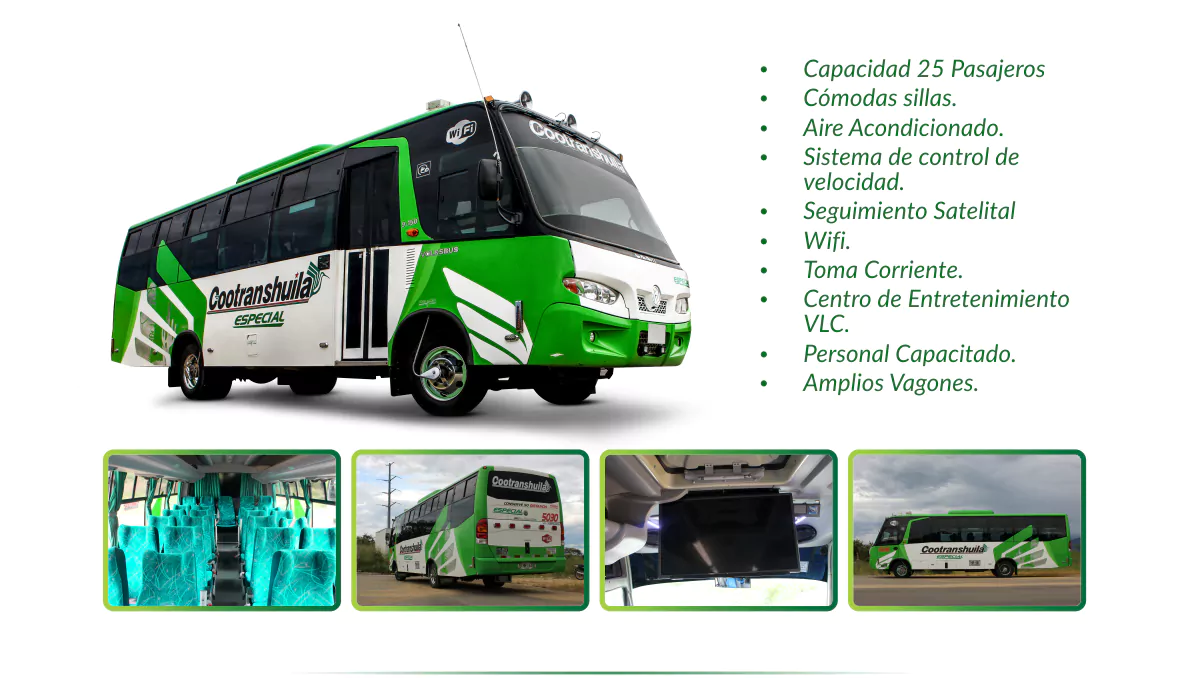 Capacidad 25 Pasajeros
Cómodas sillas.
Aire Acondicionado.
Sistema de control de
velocidad.
Seguimiento Satelital
Wifi.
Toma Corriente.
Centro de Entretenimiento
VLC.
Personal Capacitado.
Amplios Vagones.
WiFi
Cootranshuila
Cootranshuila
ESPECIAL
Cootranshuila
ESPECIAL
5030
Cootranshuila
Cootranshuila
ESPECIAL